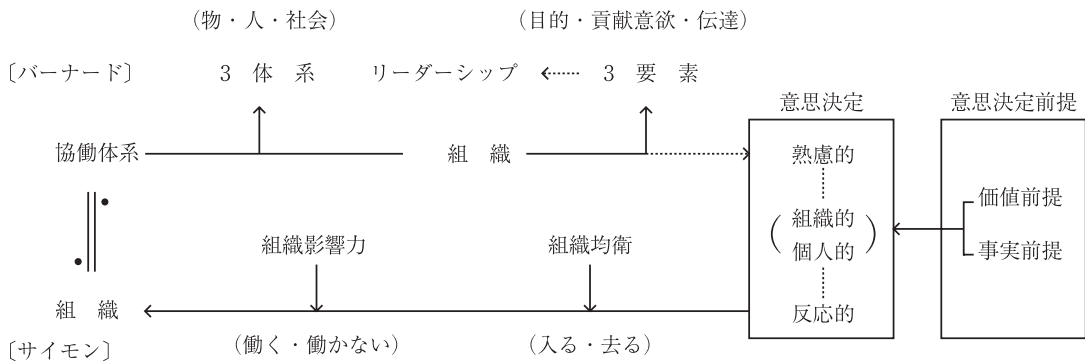 (物・人・社会)
(目的・貢献意欲・伝達)
〔バーナード〕
3 体 系
リーダーシップ
3 要 素
意思決定
意思決定前提
協働体系
組 織
熟慮的
組織的
個人的
反応的
価値前提
事実前提
組織影響力
組織均衡
組 織
(働く・働かない)
(入る・去る)
〔サイモン〕